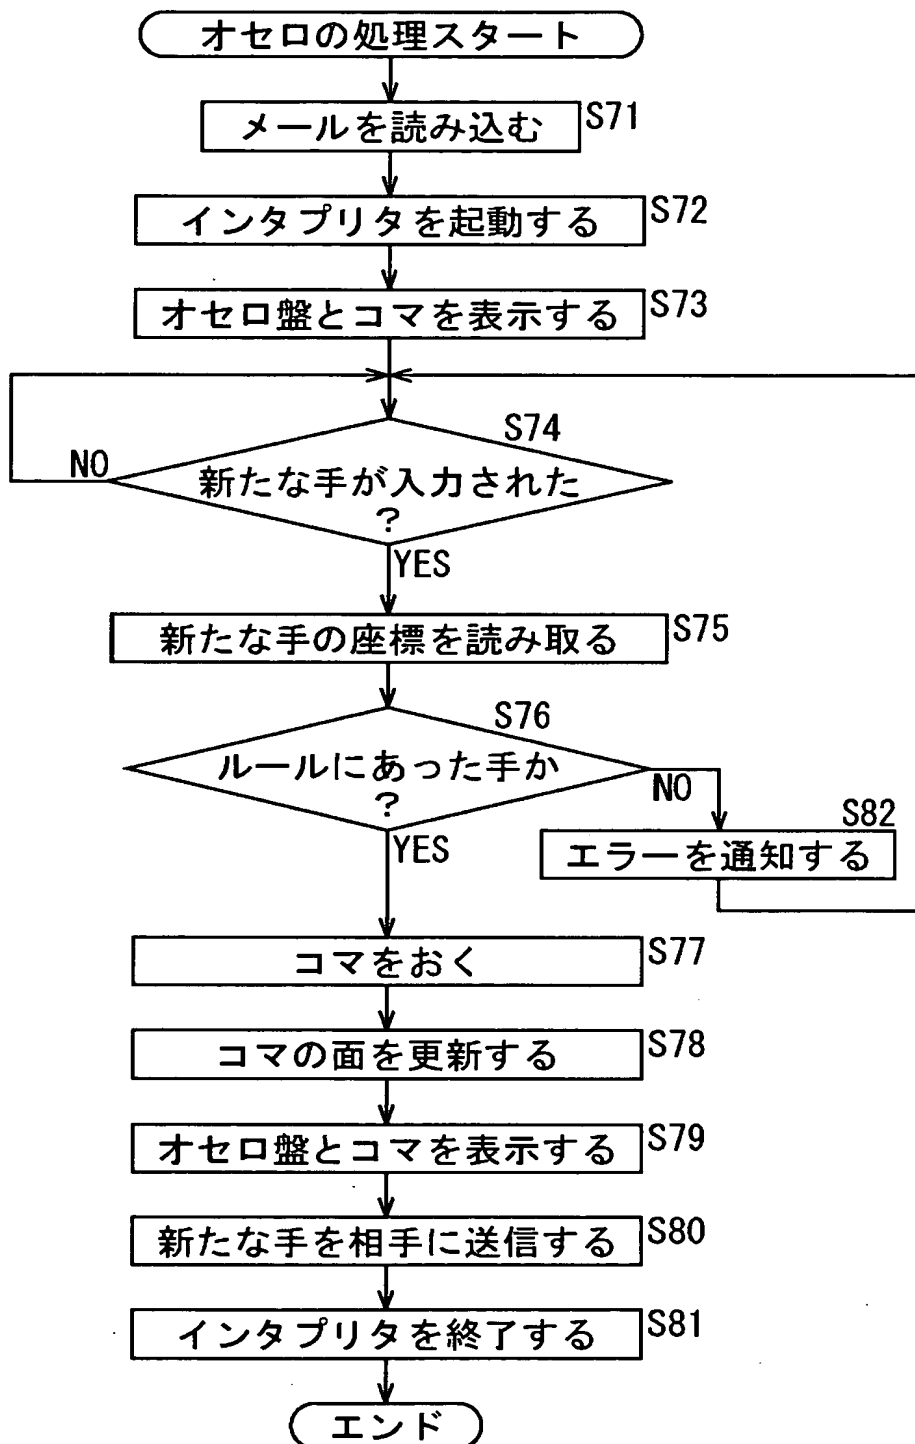 オセロの処理スタート
メールを読み込む
S71
インタプリタを起動する
S72
オセロ盤とコマを表示する
S73
S74
NO
新たな手が入力された
?
YES
新たな手の座標を読み取る
S75
S76
ルールにあった手か
?
NO
YES
S82
エラーを通知する
コマをおく
S77
コマの面を更新する
S78
オセロ盤とコマを表示する
S79
新たな手を相手に送信する
S80
インタプリタを終了する
S81
エンド